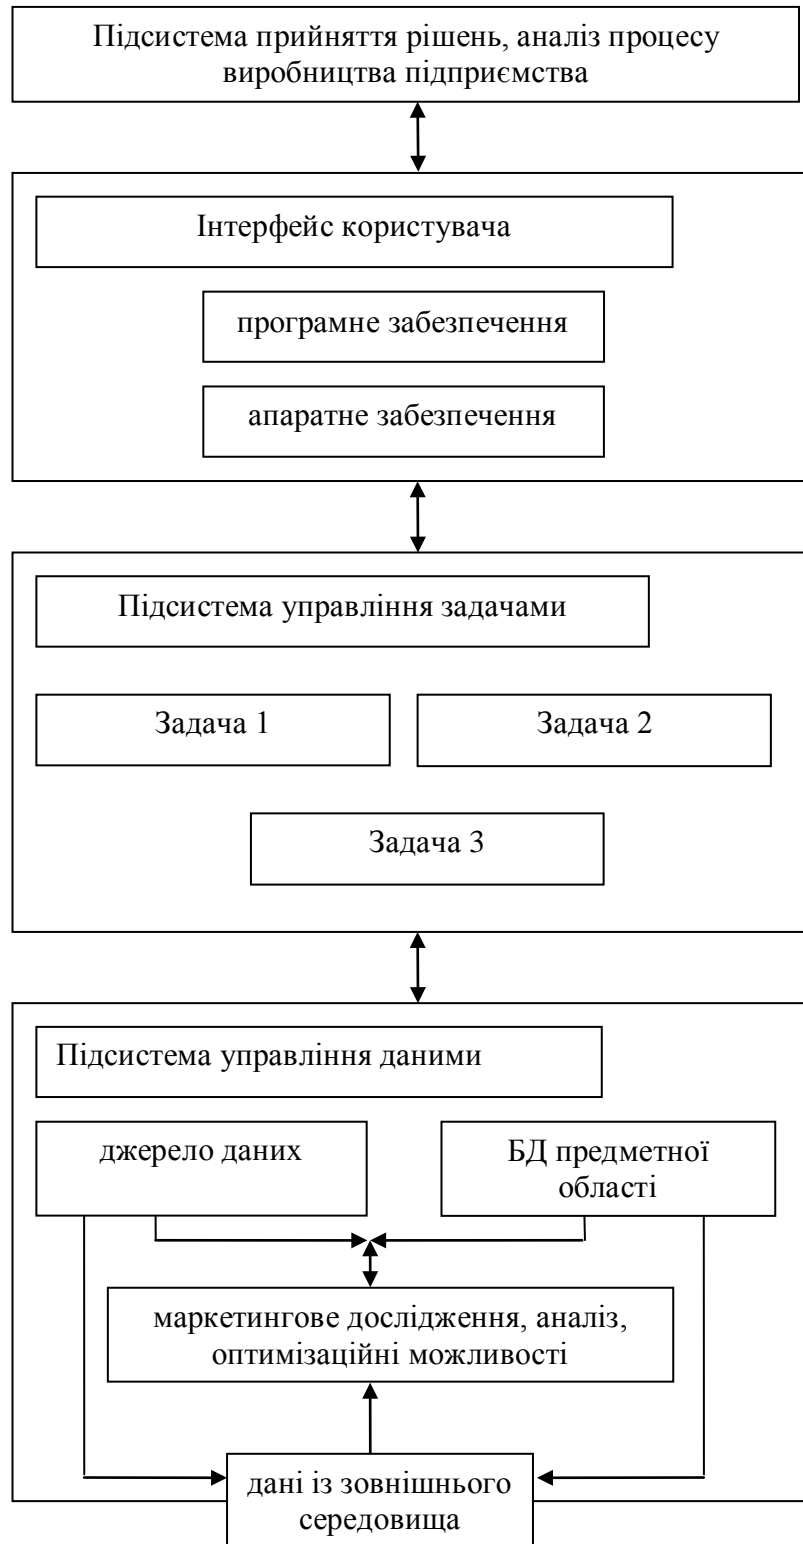 Підсистема прийняття рішень, аналіз процесу
виробництва підприємства
Інтерфейс користувача
програмне забезпечення
апаратне забезпечення
Підсистема управління задачами
Задача 1
Задача 2
Задача 3
Підсистема управління даними
джерело даних
БД предметної
області
маркетингове дослідження, аналіз,
оптимізаційні можливості
дані із зовнішнього
середовища